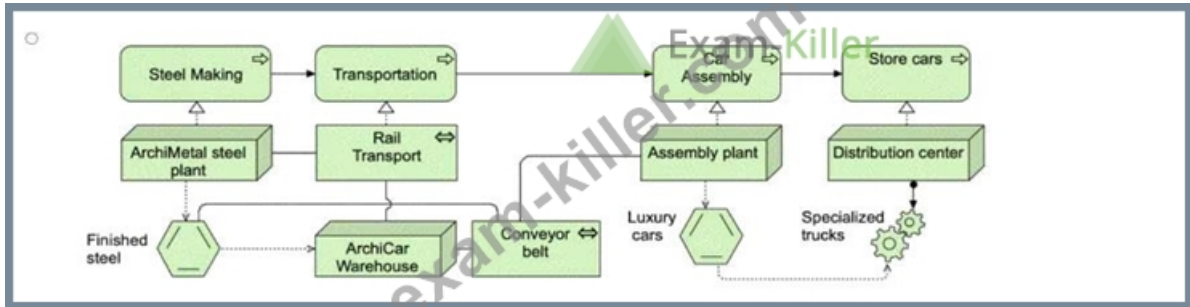 Exam-Killer
exam-killer.com
Steel Making
Transportation
Car
Assembly
Store cars
ArchiMetal steel
plant
Rail
Transport
Assembly plant
Distribution center
Finished
steel
ArchiCar
Warehouse
Conveyor
belt
Luxury
cars
Specialized
trucks